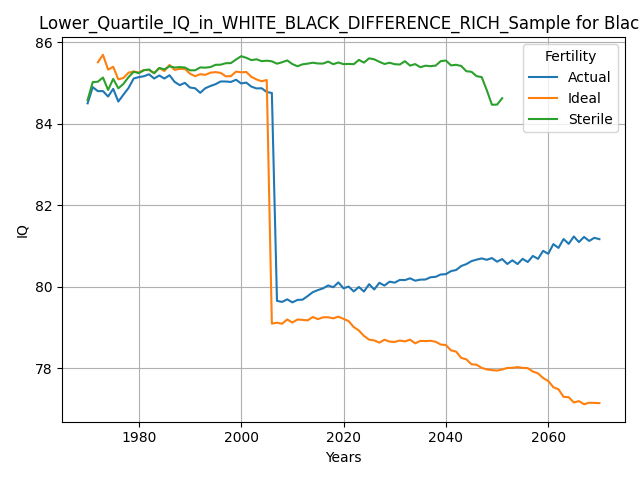 Lower_Quartile_IQ_in_WHITE_BLACK_DIFFERENCE_RICH_Sample for Blac
86
84
82
80
78
IQ
1980
2000
2020
2040
2060
Years
Fertility
Actual
Ideal
Sterile